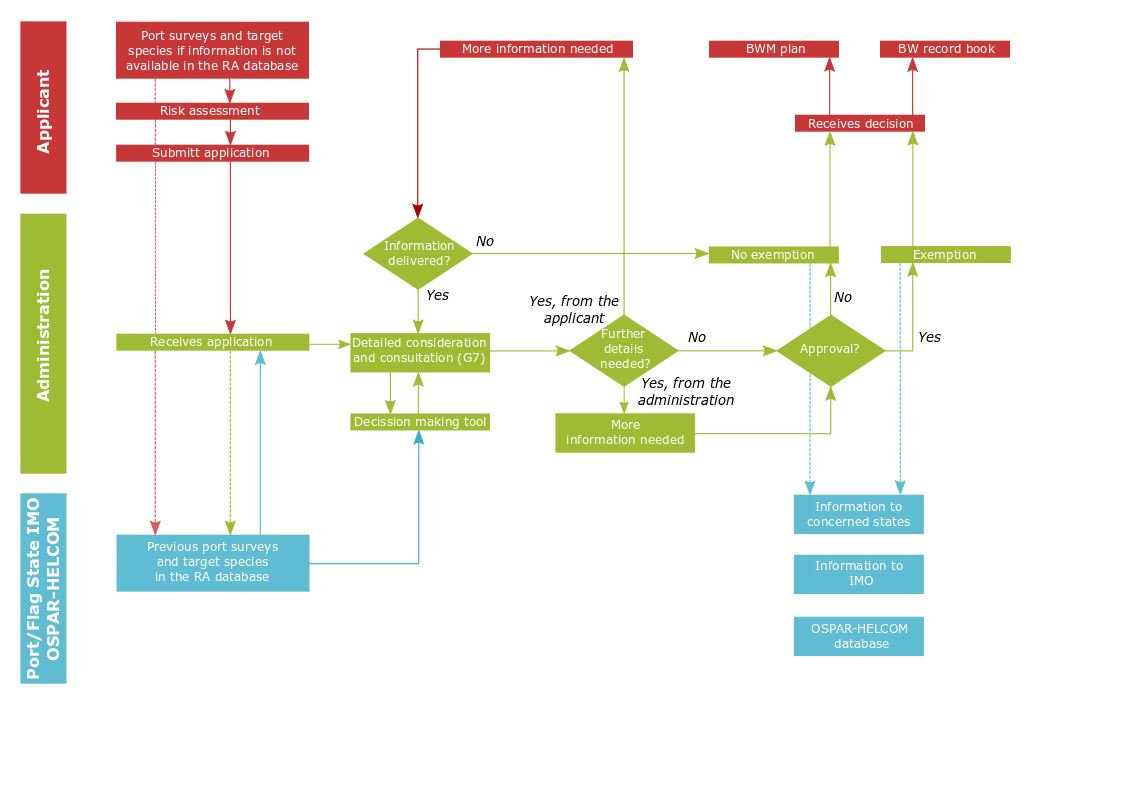 Applicant
Port surveys and target
species if information is not
available in the RA database
Risk assessment
Submitt application
More information needed
BWM plan
BW record book
Receives decision
Administration
Information
delivered?
No
Yes
No exemption
Exemption
Receives application
Detailed consideration
and consultation (G7)
Decission making tool
Yes, from the
applicant
Further
details
needed?
No
Yes, from the
administration
More
information needed
Approval?
No
Yes
Port/Flag State IMO
OSPAR-HELCOM
Previous port surveys
and target species
in the RA database
Information to
concerned states
Information to
IMO
OSPAR-HELCOM
database